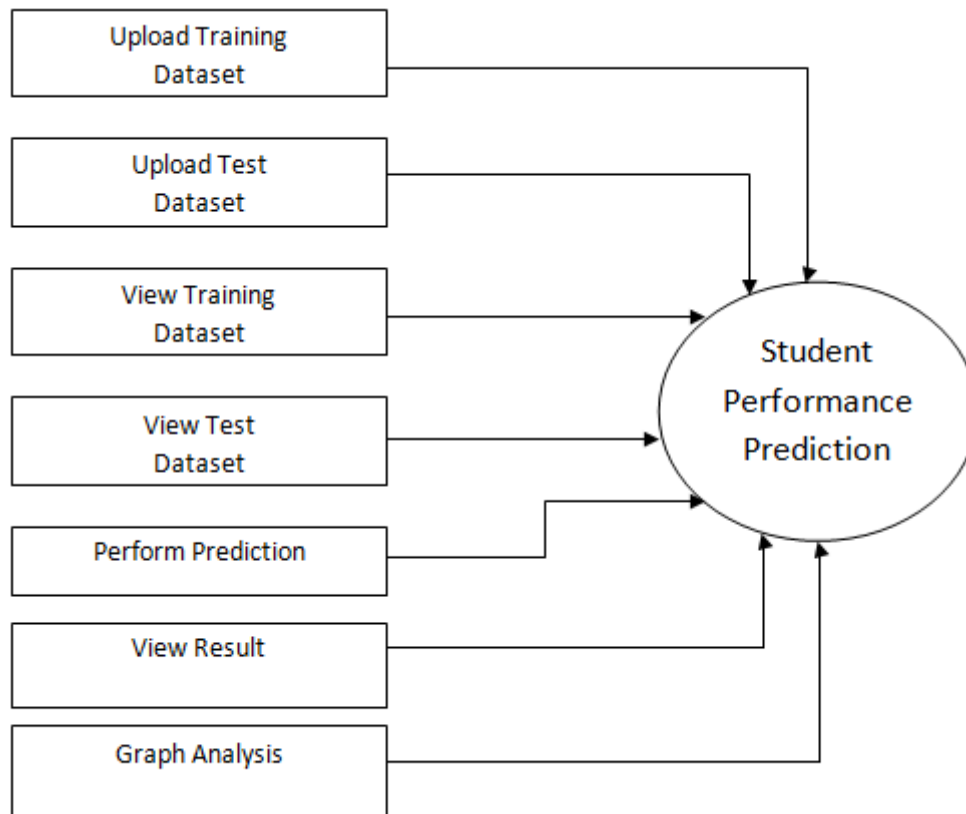 Upload Training
Dataset
Upload Test
Dataset
View Training
Dataset
View Test
Dataset
Perform Prediction
View Result
Graph Analysis
Student
Performance
Prediction